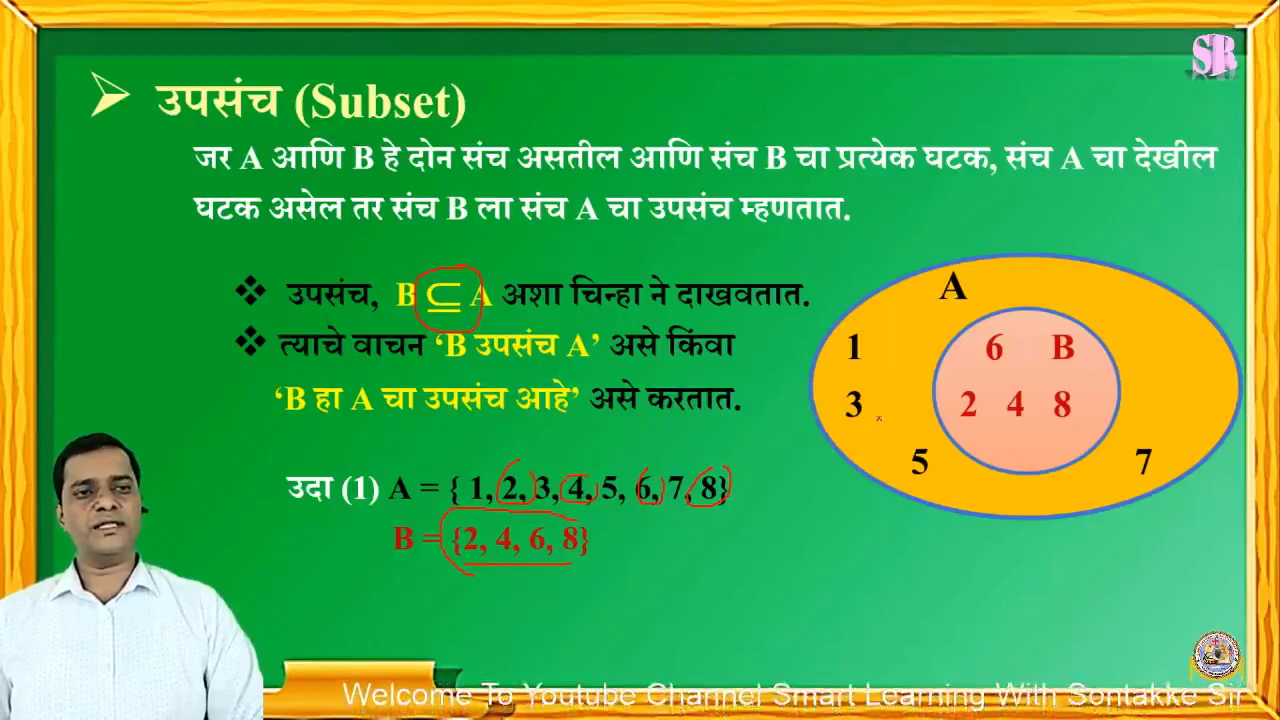 SR
➢ उपसंच (Subset)
जर A आणि B हे दोन संच असतील आणि संच B चा प्रत्येक घटक, संच A चा देखील
घटक असेल तर संच B ला संच A चा उपसंच म्हणतात.
❖ उपसंच, B ⊆ A अशा चिन्हा ने दाखवतात.
❖ त्याचे वाचन ‘B उपसंच A’ असे किंवा
‘B हा A चा उपसंच आहे’ असे करतात.
उदा (1) A = { 1, 2, 3, 4, 5, 6, 7, 8}
B = {2, 4, 6, 8}
A
1 6 B
3 2 4 8
5 7
Welcome To Youtube Channel Smart Learning With Sontakke Sir